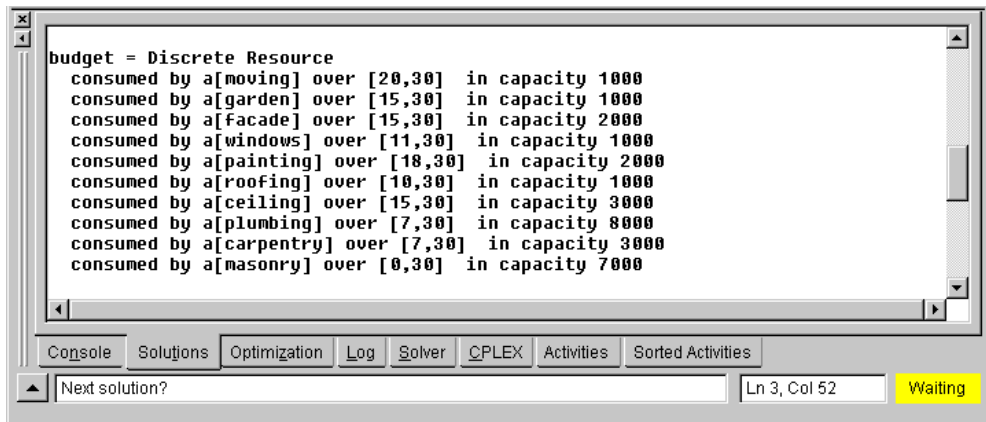 budget = Discrete Resource
consumed by a[moving] over [20,30] in capacity 1000
consumed by a[garden] over [15,30] in capacity 1000
consumed by a[facade] over [15,30] in capacity 2000
consumed by a[windows] over [11,30] in capacity 1000
consumed by a[painting] over [18,30] in capacity 2000
consumed by a[roofing] over [10,30] in capacity 1000
consumed by a[ceiling] over [15,30] in capacity 3000
consumed by a[plumbing] over [7,30] in capacity 8000
consumed by a[carpentry] over [7,30] in capacity 3000
consumed by a[masonry] over [0,30] in capacity 7000
Console Solutions Optimization Log Solver CPLEX Activities Sorted Activities
Next solution? Ln 3, Col 52 Waiting